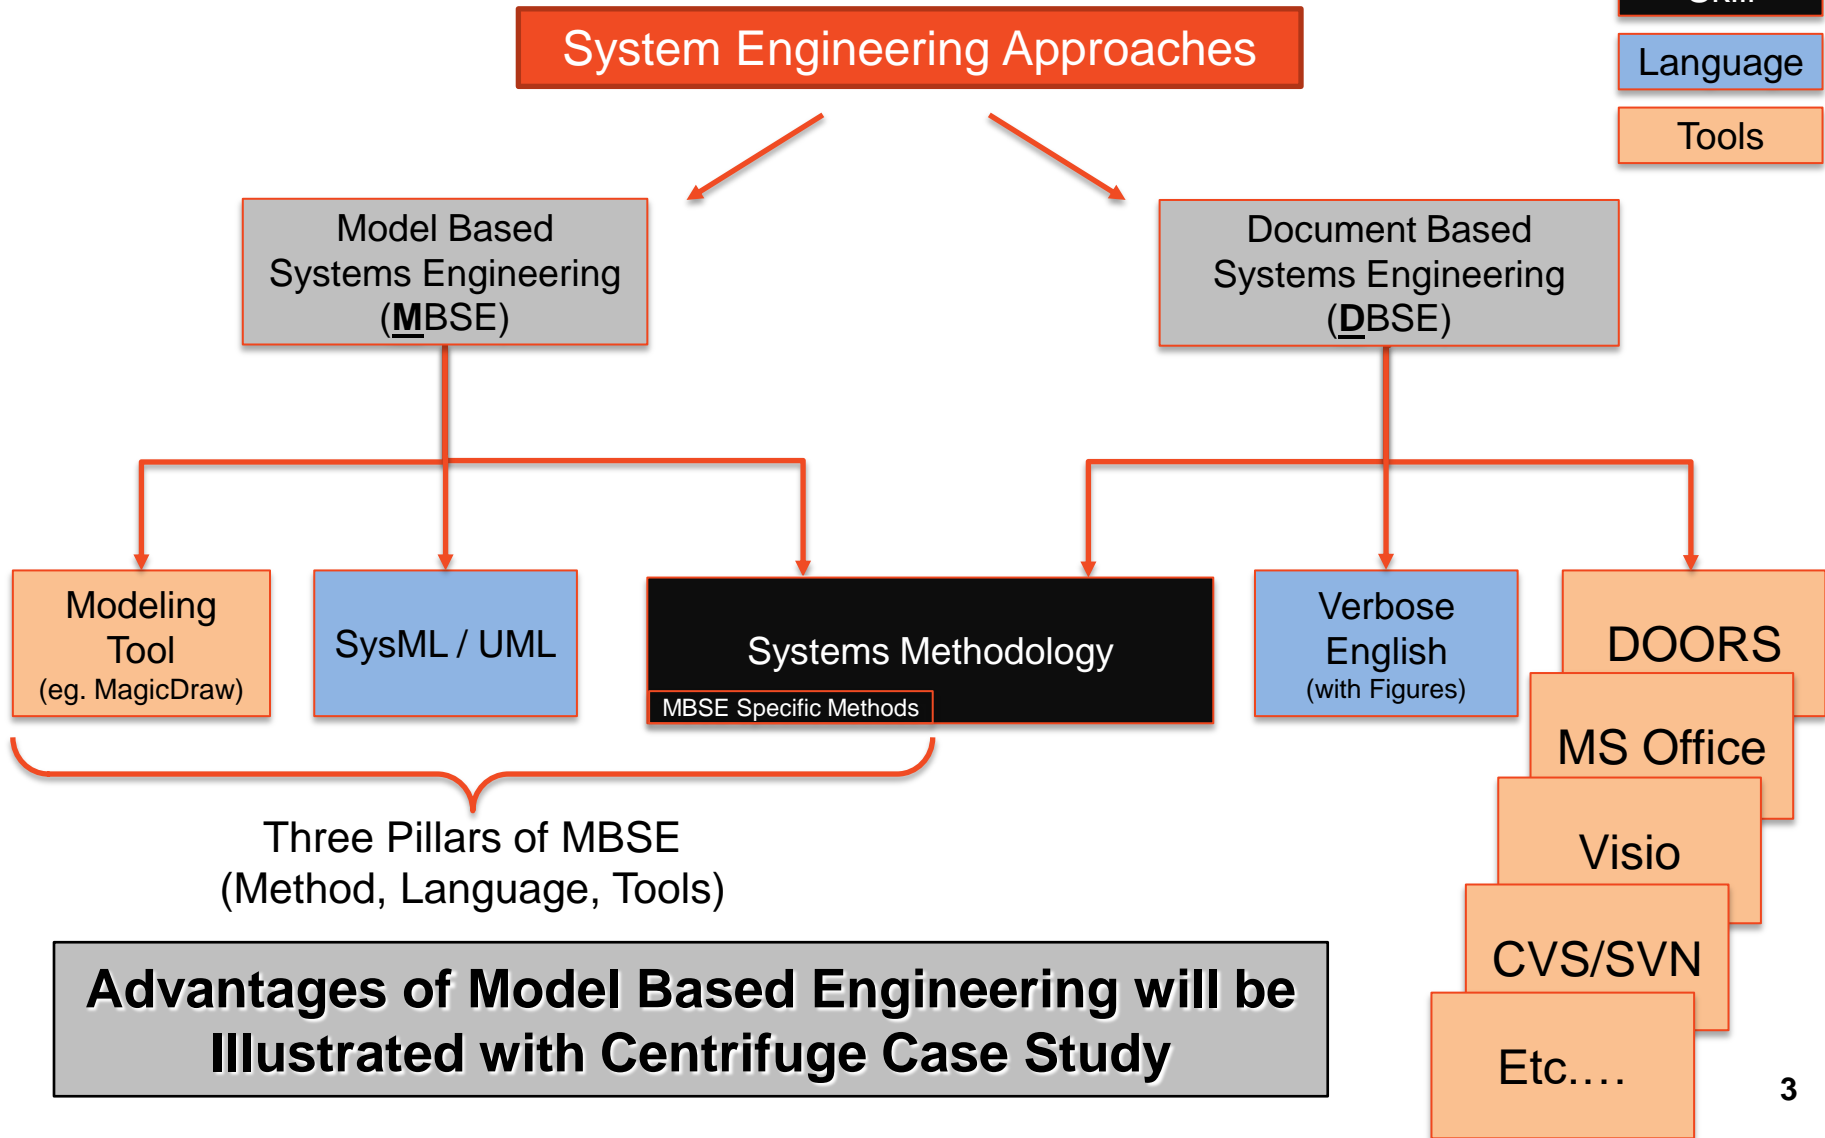 System Engineering Approaches
Language
Tools
Model Based
Systems Engineering
(MBSE)
Document Based
Systems Engineering
(DBSE)
Modeling
Tool
(eg. MagicDraw)
SysML / UML
Systems Methodology
MBSE Specific Methods
Verbose
English
(with Figures)
DOORS
MS Office
Visio
CVS/SVN
Etc....
Three Pillars of MBSE
(Method, Language, Tools)
Advantages of Model Based Engineering will be
Illustrated with Centrifuge Case Study
3